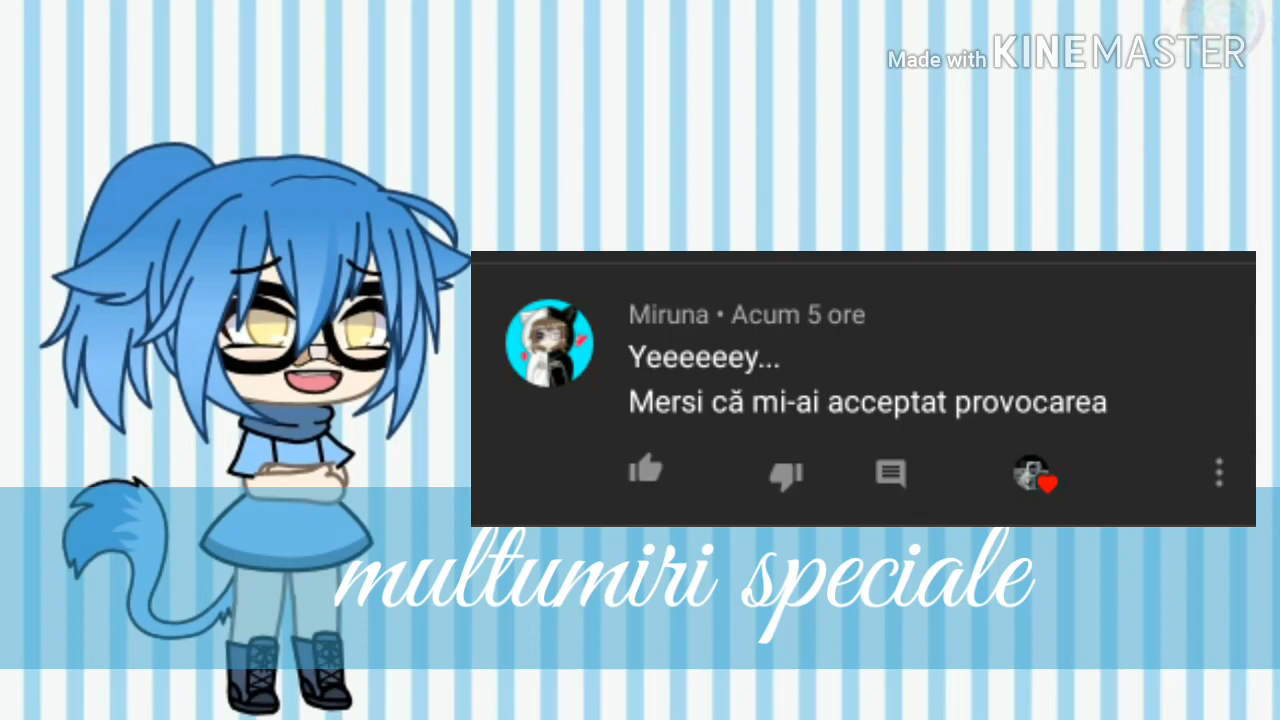 Made with KINEMASTER
Miruna • Acum 5 ore
Yeeeeeey...
Mersi că mi-ai acceptat provocarea
multumiri speciale